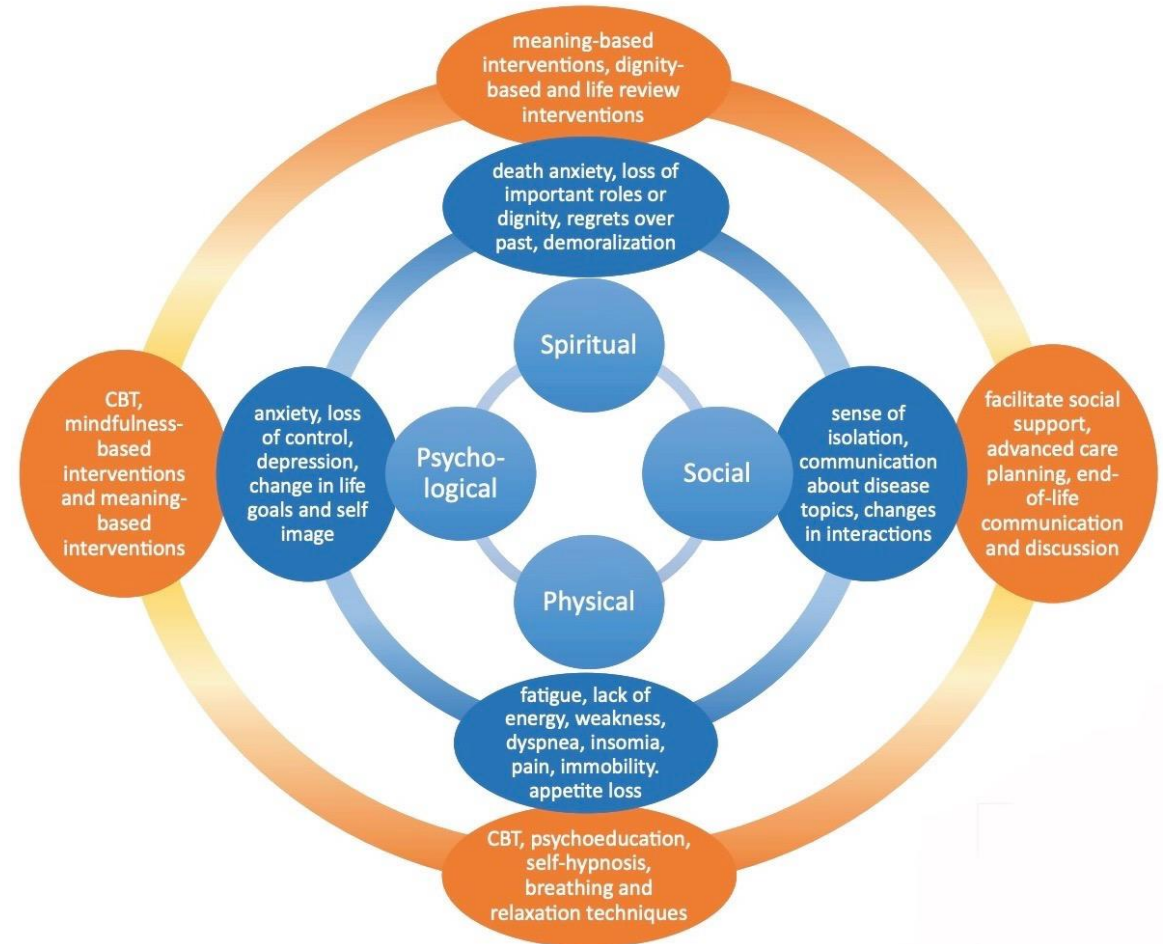 meaning-based
interventions, dignity-
based and life review
interventions
death anxiety, loss of
important roles or
dignity, regrets over
past, demoralization
Spiritual
CBT,
mindfulness-
based
interventions
and meaning-
based
interventions
anxiety, loss
of control,
depression,
change in life
goals and self
image
Psycho-
logical
Social
sense of
isolation,
communication
about disease
topics, changes
in interactions
facilitate social
support,
advanced care
planning, end-
of-life
communication
and discussion
Physical
fatigue, lack of
energy, weakness,
dyspnea, insomia,
pain, immobility.
appetite loss
CBT, psychoeducation,
self-hypnosis,
breathing and
relaxation techniques